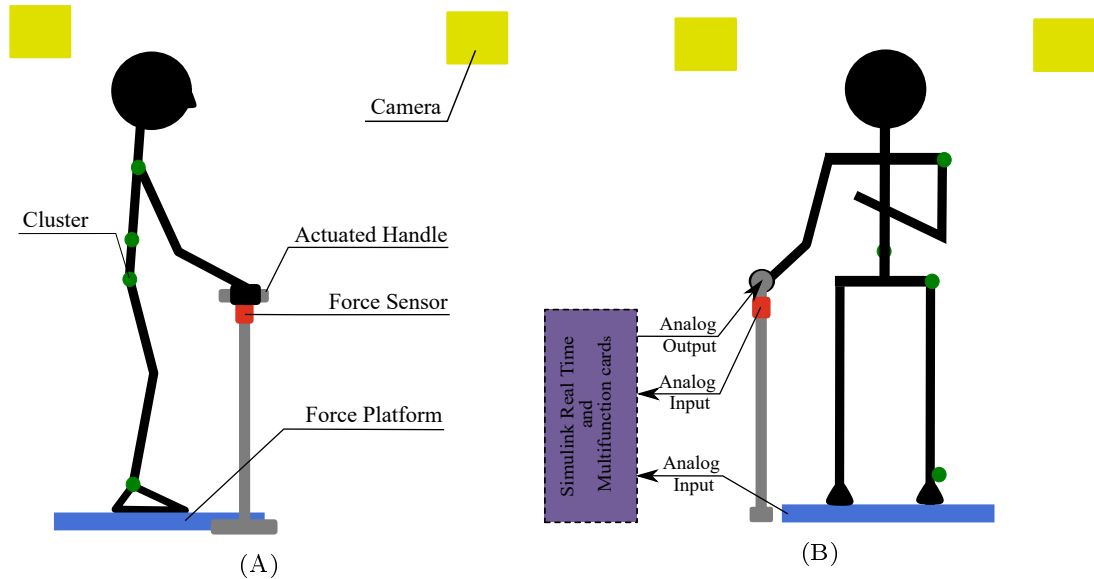 Camera
Cluster
Actuated Handle
Force Sensor
Force Platform
(A)
Analog
Output
Analog
Input
Analog
Input
Simulink Real Time
and
Multifunction cards
(B)